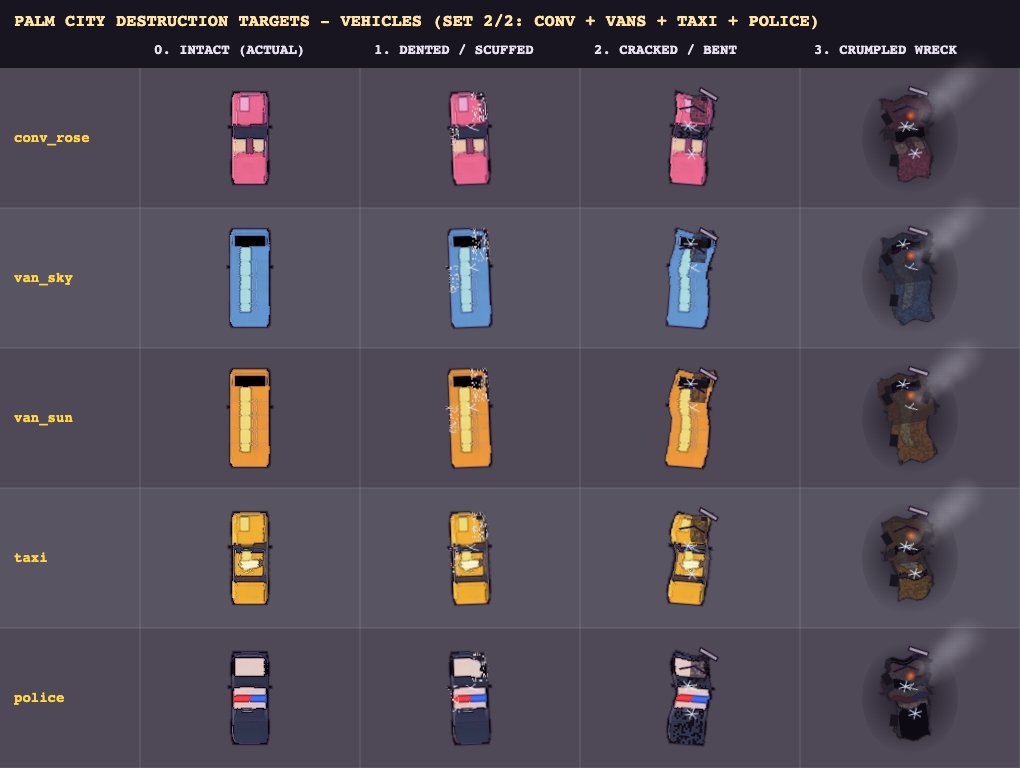 PALM CITY DESTRUCTION TARGETS - VEHICLES (SET 2/2: CONV + VANS + TAXI + POLICE)
0. INTACT (ACTUAL) 1. DENTED / SCUFFED 2. CRACKED / BENT 3. CRUMPLED WRECK
conv_rose
van_sky
van_sun
taxi
police